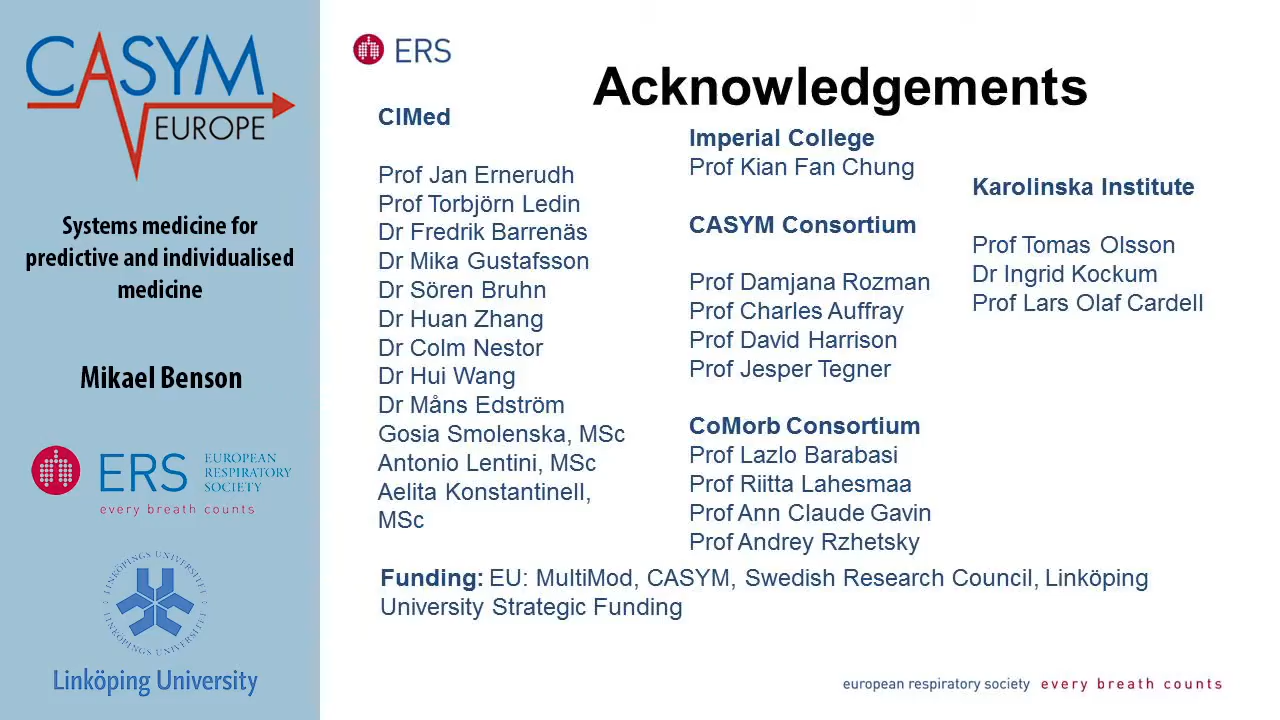 CASYM
EUROPE
Systems medicine for
predictive and individualised
medicine
Mikael Benson
ERS
EUROPEAN
RESPIRATORY
SOCIETY
every breath counts
LINKÖPINGS UNIVERSITET
LINKÖPINGS UNIVERSITET
Linköping University
ERS
Acknowledgements
CIMed
Prof Jan Ernerudh
Prof Torbjörn Ledin
Dr Fredrik Barrenäs
Dr Mika Gustafsson
Dr Sören Bruhn
Dr Huan Zhang
Dr Colm Nestor
Dr Hui Wang
Dr Måns Edström
Gosia Smolenska, MSc
Antonio Lentini, MSc
Aelita Konstantinell,
MSc
Imperial College
Prof Kian Fan Chung
CASYM Consortium
Prof Damjana Rozman
Prof Charles Auffray
Prof David Harrison
Prof Jesper Tegner
CoMorb Consortium
Prof Lazlo Barabasi
Prof Riitta Lahesmaa
Prof Ann Claude Gavin
Prof Andrey Rzhetsky
Karolinska Institute
Prof Tomas Olsson
Dr Ingrid Kockum
Prof Lars Olaf Cardell
Funding: EU: MultiMod, CASYM, Swedish Research Council, Linköping
University Strategic Funding
european respiratory society every breath counts